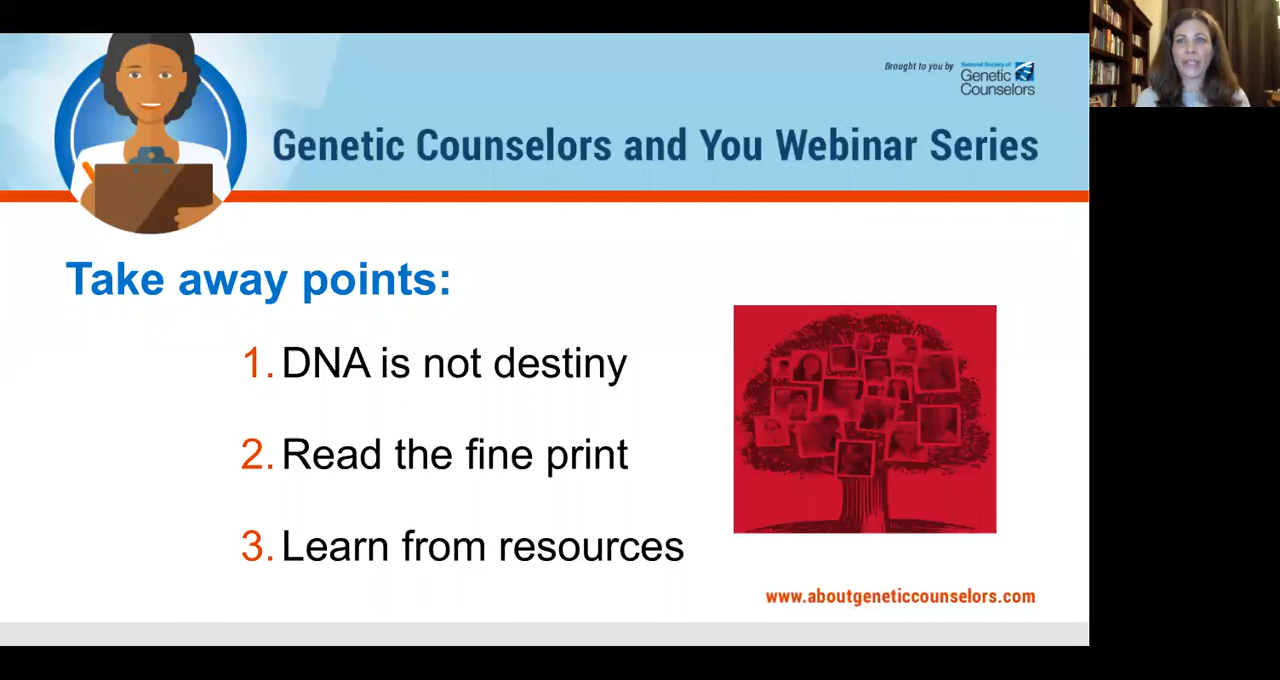 Brought to you by
National Society of
Genetic
Counselors
Genetic Counselors and You Webinar Series
Take away points:
1. DNA is not destiny
2. Read the fine print
3. Learn from resources
www.aboutgeneticcounselors.com